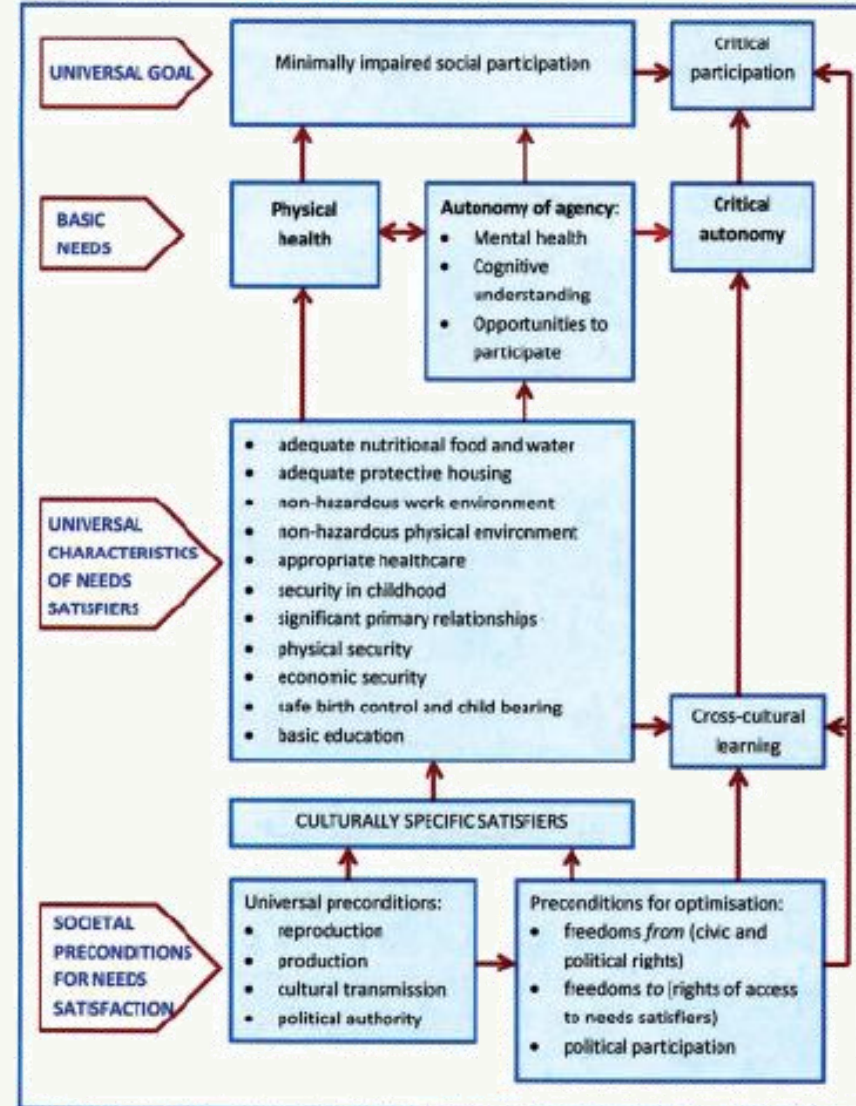 UNIVERSAL GOAL
Minimally impaired social participation
Critical
participation
BASIC
NEEDS
Physical
health
Autonomy of agency:
• Mental health
• Cognitive
understanding
• Opportunities to
participate
Critical
autonomy
UNIVERSAL
CHARACTERISTICS
OF NEEDS
SATISFIERS
• adequate nutritional food and water
• adequate protective housing
• non-hazardous work environment
• non-hazardous physical environment
• appropriate healthcare
• security in childhood
• significant primary relationships
• physical security
• economic security
• safe birth control and child bearing
• basic education
Cross-cultural
learning
CULTURALLY SPECIFIC SATISFIERS
SOCIETAL
PRECONDITIONS
FOR NEEDS
SATISFACTION
Universal preconditions:
• reproduction
• production
• cultural transmission
• political authority
Preconditions for optimisation:
• freedoms from (civic and
political rights)
• freedoms to (rights of access
to needs satisfiers)
• political participation